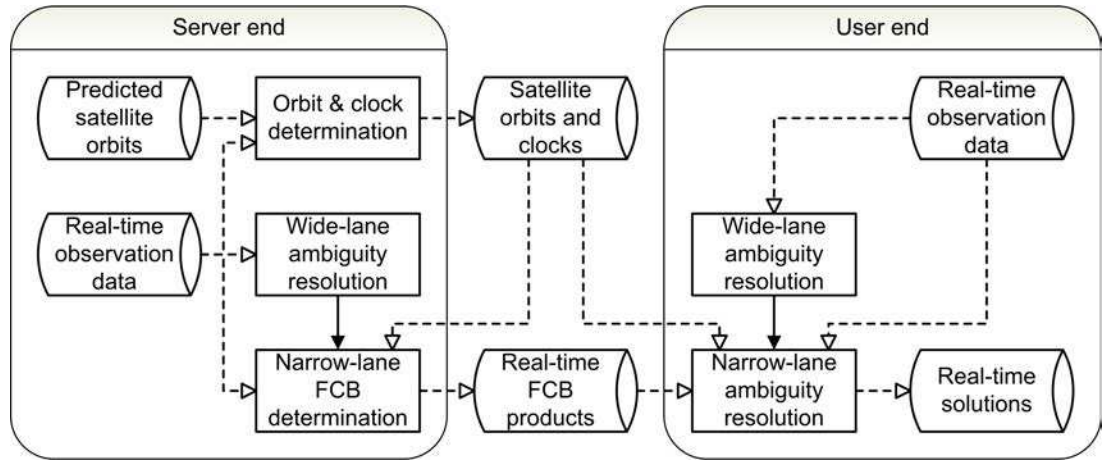 Server end
User end
Predicted
satellite
orbits
Orbit & clock
determination
Satellite
orbits and
clocks
Real-time
observation
data
Real-time
observation
data
Wide-lane
ambiguity
resolution
Wide-lane
ambiguity
resolution
Narrow-lane
FCB
determination
Real-time
FCB
products
Narrow-lane
ambiguity
resolution
Real-time
solutions